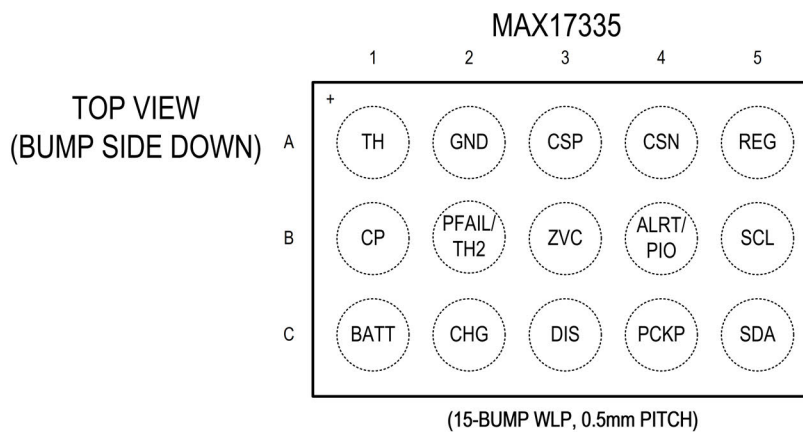 MAX17335
1 2 3 4 5
TOP VIEW
(BUMP SIDE DOWN)
+
A TH GND CSP CSN REG
B CP PFAIL/ ZVC ALRT/ SCL
TH2 PIO
C BATT CHG DIS PCKP SDA
(15-BUMP WLP, 0.5mm PITCH)